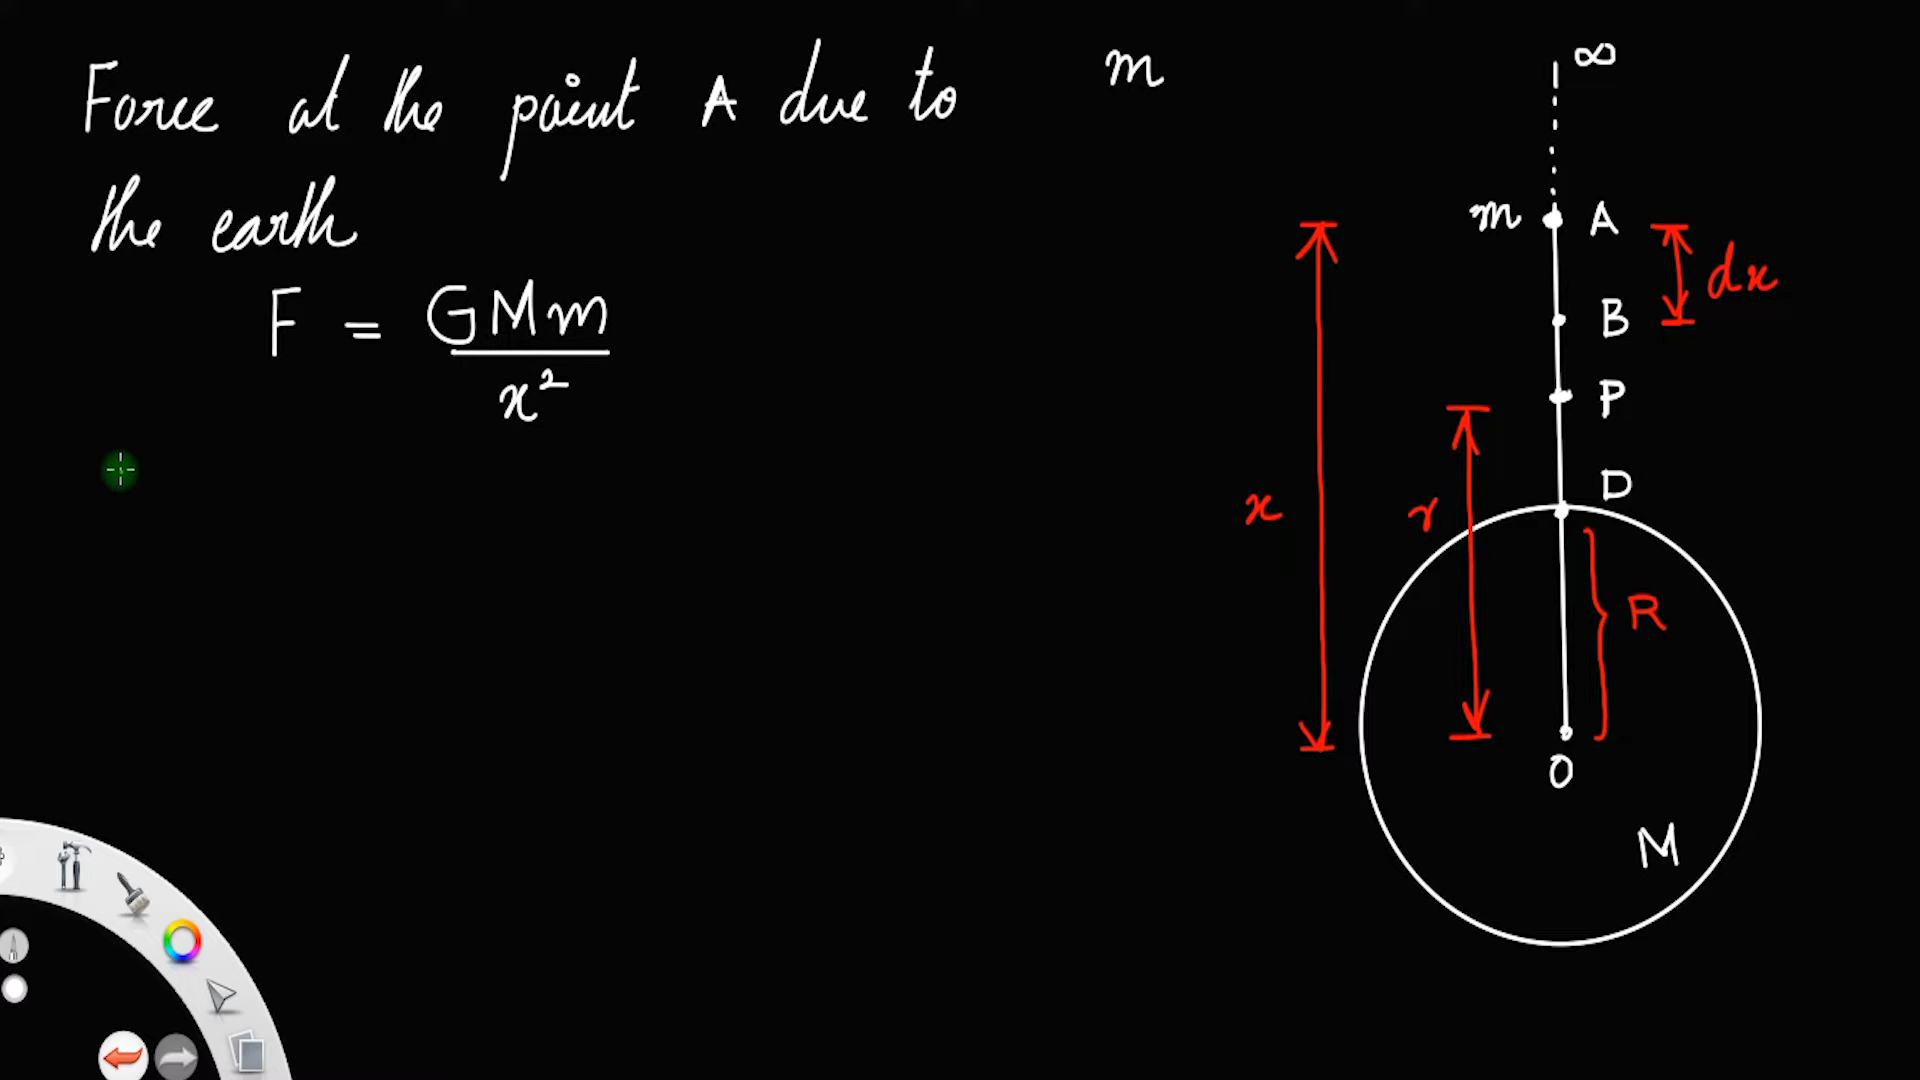 Force at the point A due to
the earth
F = GMm
x²
m
∞
m A
dx
B
P
D
x
r
R
O
M